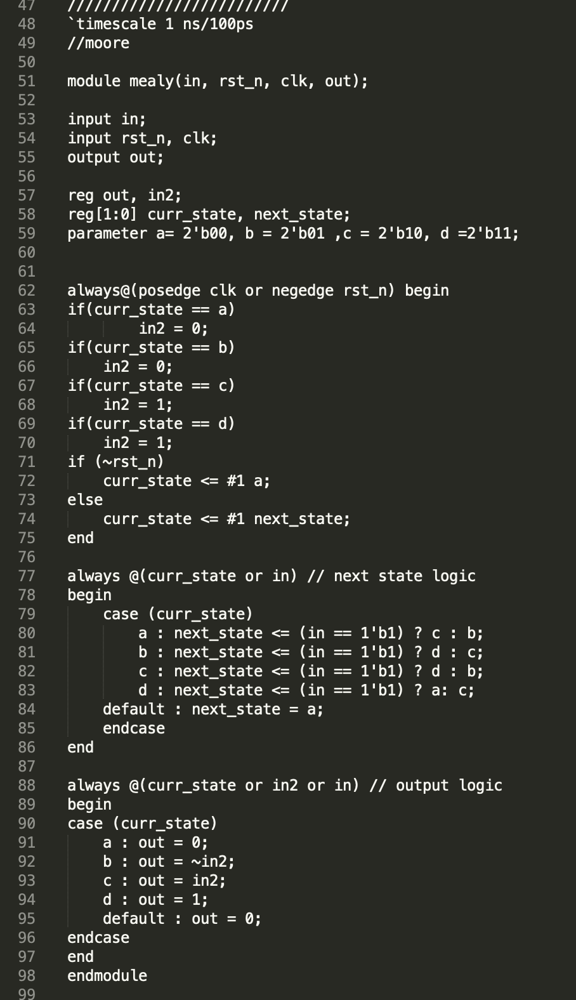 47 /////////////////////////
48 `timescale 1 ns/100ps
49 //moore
50
51 module mealy(in, rst_n, clk, out);
52
53 input in;
54 input rst_n, clk;
55 output out;
56
57 reg out, in2;
58 reg[1:0] curr_state, next_state;
59 parameter a= 2'b00, b = 2'b01 ,c = 2'b10, d =2'b11;
60
61
62 always@(posedge clk or negedge rst_n) begin
63 if(curr_state == a)
64         in2 = 0;
65 if(curr_state == b)
66     in2 = 0;
67 if(curr_state == c)
68     in2 = 1;
69 if(curr_state == d)
70     in2 = 1;
71 if (~rst_n)
72     curr_state <= #1 a;
73 else
74     curr_state <= #1 next_state;
75 end
76
77 always @(curr_state or in) // next state logic
78 begin
79     case (curr_state)
80         a : next_state <= (in == 1'b1) ? c : b;
81         b : next_state <= (in == 1'b1) ? d : c;
82         c : next_state <= (in == 1'b1) ? d : b;
83         d : next_state <= (in == 1'b1) ? a: c;
84     default : next_state = a;
85     endcase
86 end
87
88 always @(curr_state or in2 or in) // output logic
89 begin
90 case (curr_state)
91     a : out = 0;
92     b : out = ~in2;
93     c : out = in2;
94     d : out = 1;
95     default : out = 0;
96 endcase
97 end
98 endmodule
99